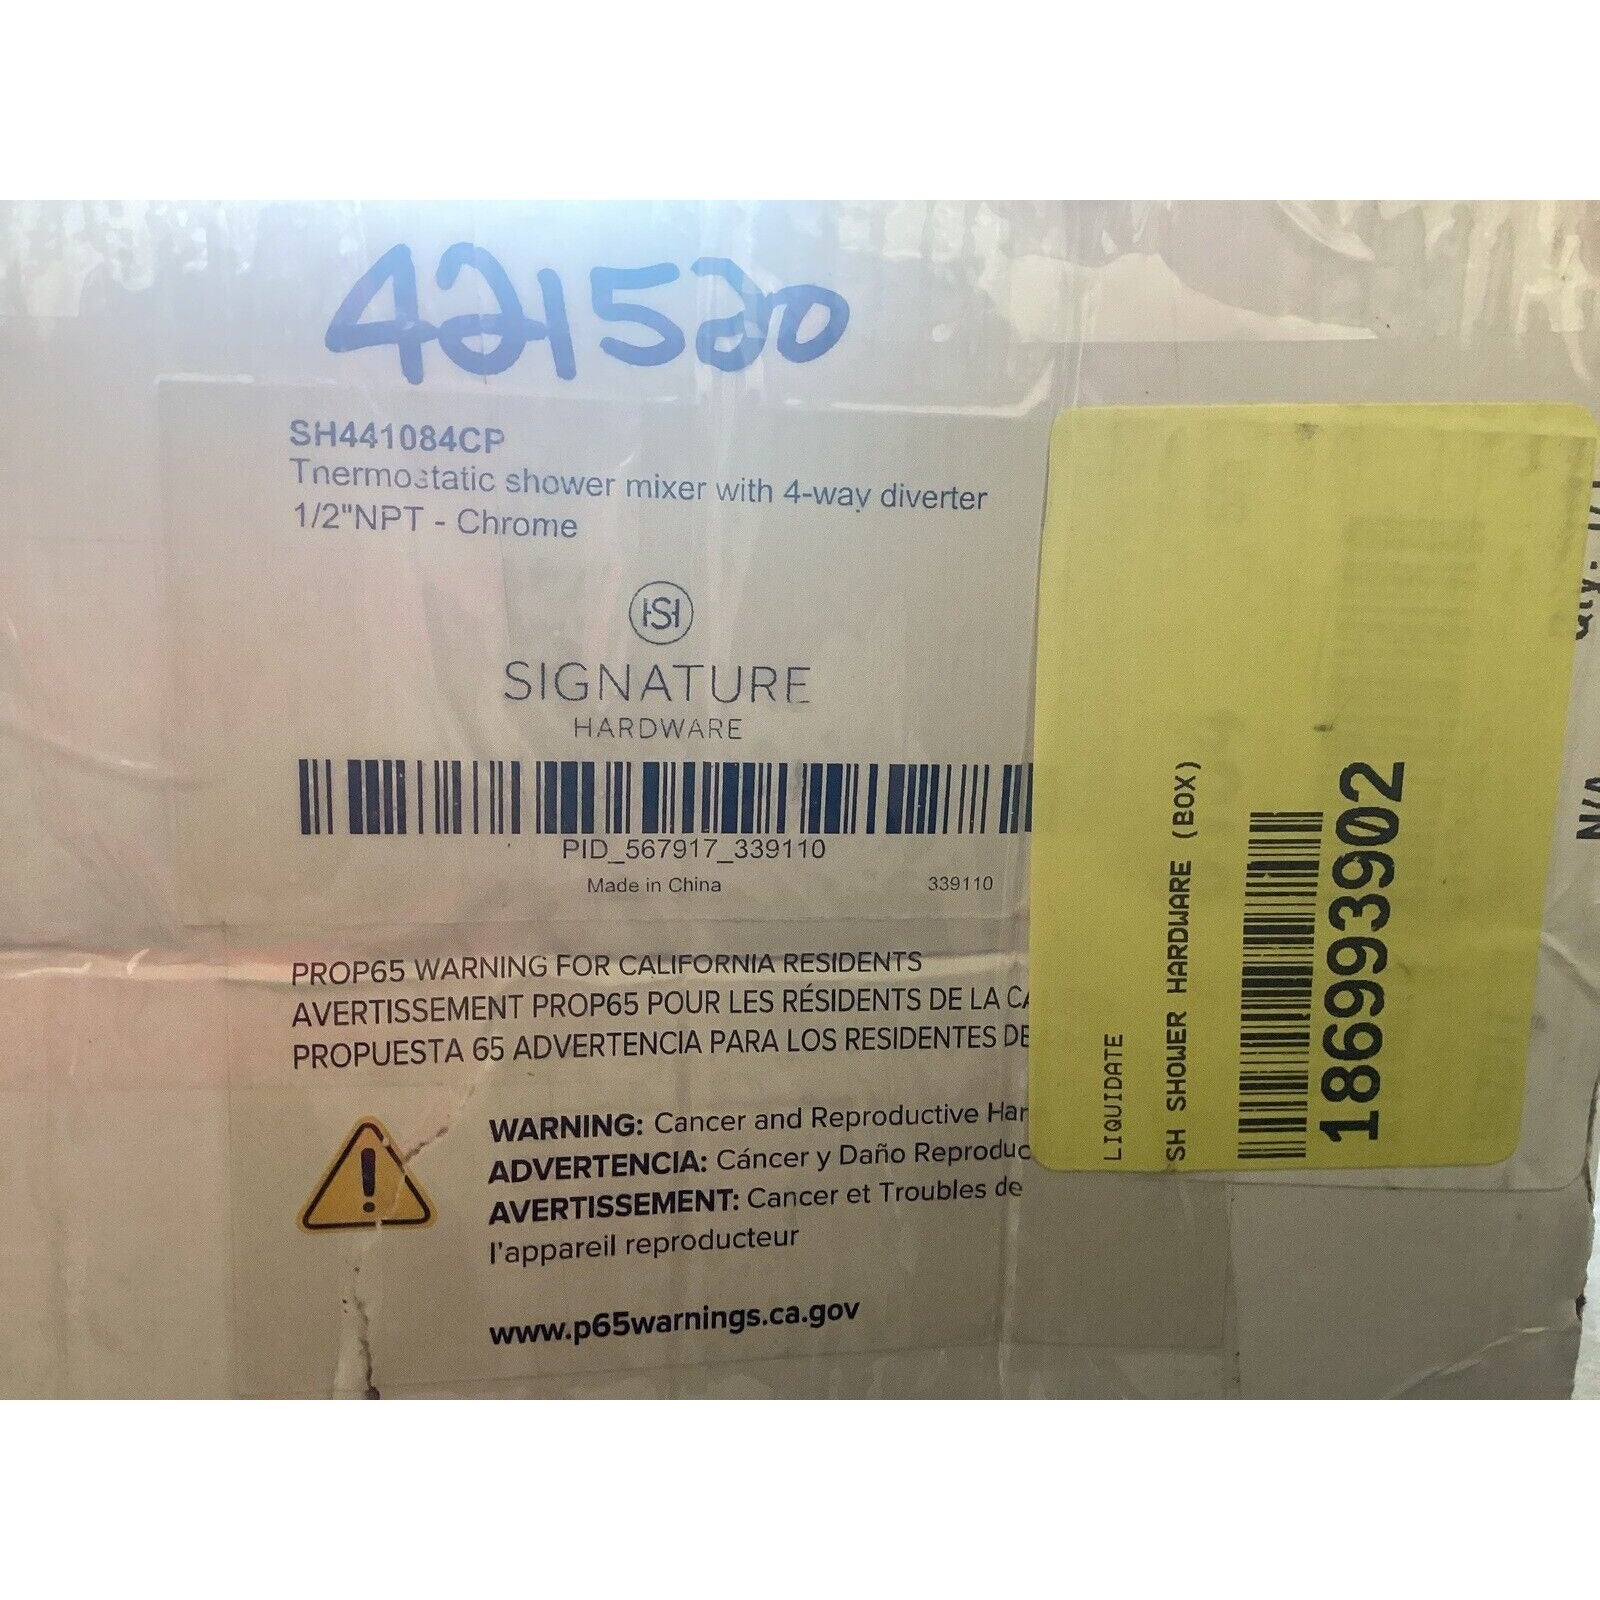 421520
SH441084CP
Thermostatic shower mixer with 4-way diverter
1/2"NPT - Chrome
SH
SIGNATURE
HARDWARE
PID_567917_339110
Made in China
339110
PROP65 WARNING FOR CALIFORNIA RESIDENTS
AVERTISSEMENT PROP65 POUR LES RÉSIDENTS DE LA CA
PROPUESTA 65 ADVERTENCIA PARA LOS RESIDENTES DE
WARNING: Cancer and Reproductive Har
ADVERTENCIA: Cáncer y Daño Reproduc
AVERTISSEMENT: Cancer et Troubles de
l'appareil reproducteur
www.p65warnings.ca.gov
LIQUIDATE
SH SHOWER HARDWARE (BOX)
186993902
Qty.
N/A